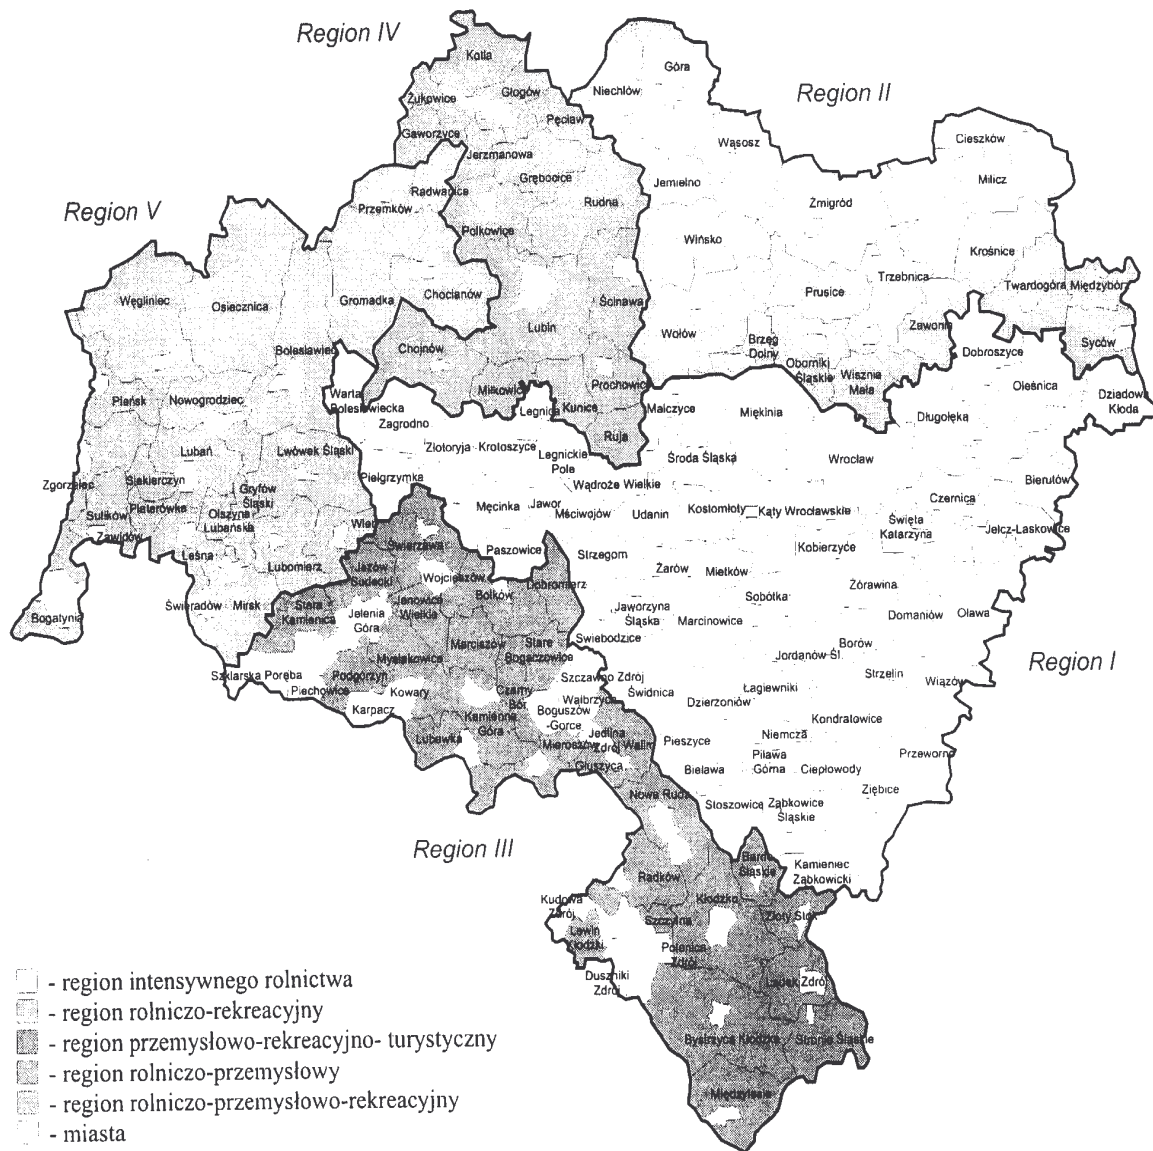 Region IV
Kotla
Góra
Niechlów
Region II
Żukowice
Głogów
Pęcław
Gaworzyce
Wąsosz
Cieszków
Jerzmanowa
Grębocice
Milicz
Jemielno
Radwanice
Rudna
Żmigród
Region V
Przemków
Polkowice
Wińsko
Krośnice
Trzebnica
Twardogóra
Międzybórz
Węgliniec
Osiecznica
Gromadka
Chocianów
Ścinawa
Prusice
Lubin
Wołów
Zawonia
Brzeg
Dolny
Syców
Chojnów
Bolesławiec
Dobroszyce
Oborniki
Śląskie
Wisznia
Mała
Miłkowice
Prochowice
Oleśnica
Pieńsk
Nowogrodziec
Warta
Bolesławiecka
Legnica
Kunice
Malczyce
Miękinia
Długołęka
Dziadowa
Kłoda
Zagrodno
Ruja
Lubań
Lwówek Śląski
Złotoryja
Krotoszyce
Legnickie
Pole
Środa Śląska
Wrocław
Zgorzelec
Siekierczyn
Gryfów
Śląski
Pielgrzymka
Wądroże Wielkie
Bierutów
Sulików
Platerówka
Olszyna
Lubańska
Męcinka
Jawor
Mściwojów
Udanin
Kostomłoty
Kąty Wrocławskie
Czernica
Święta
Katarzyna
Jelcz-Laskowice
Zawidów
Leśna
Świerzawa
Paszowice
Strzegom
Kobierzyce
Lubomierz
Jeżów
Sudecki
Wojcieszów
Bolków
Dobromierz
Żarów
Mietków
Sobótka
Żórawina
Bogatynia
Świeradów
Mirsk
Stara
Kamienica
Jelenia
Góra
Janowice
Wielkie
Jaworzyna
Śląska
Marcinowice
Domaniów
Oława
Marciszów
Stare
Bogaczowice
Świebodzice
Borów
Jordanów Śl.
Region I
Mysłakowice
Szklarska Poręba
Podgórzyn
Szczawno Zdrój
Strzelin
Wiązów
Piechowice
Kowary
Czarny
Bór
Wałbrzych
Świdnica
Łagiewniki
Dzierżoniów
Karpacz
Kamienna
Góra
Boguszów
-Gorce
Kondratowice
Lubawka
Jedlina
Zdrój
Walim
Pieszyce
Niemcza
Mieroszów
Głuszyca
Bielawa
Piława
Górna
Ciepłowody
Przeworno
Nowa Ruda
Stoszowice
Ząbkowice
Śląskie
Ziębice
Region III
Bardo
Śląskie
Kamieniec
Ząbkowicki
Radków
Kłodzko
Kudowa
Zdrój
Szczytna
Złoty Stok
Lewin
Kłodzki
Polanica
Zdrój
Duszniki
Zdrój
Lądek Zdrój
Bystrzyca Kłodzka
Stronie Śląskie
Międzylesie
- region intensywnego rolnictwa
- region rolniczo-rekreacyjny
- region przemysłowo-rekreacyjno- turystyczny
- region rolniczo-przemysłowy
- region rolniczo-przemysłowo-rekreacyjny
- miasta